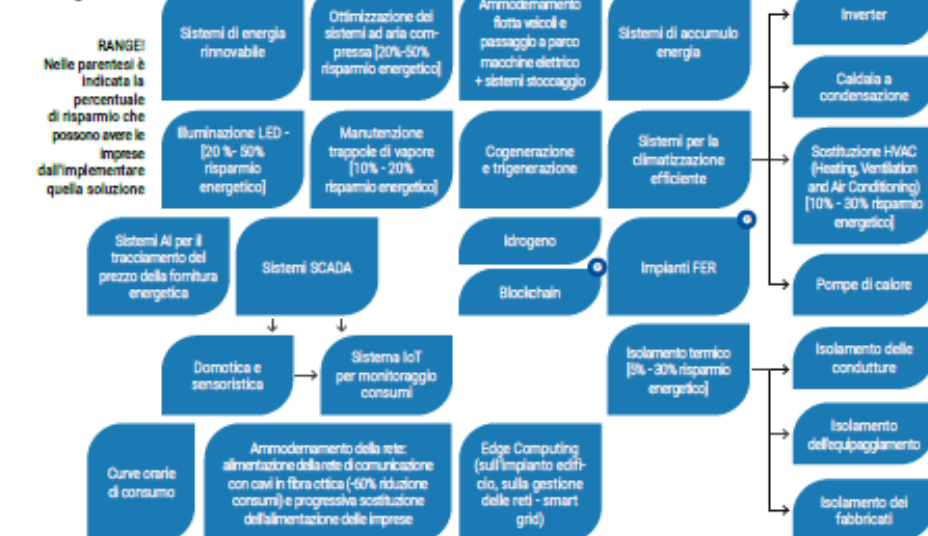 RANGE!
Nelle parentesi è
indicata la
percentuale
di risparmio che
possono avere le
imprese
dall'implementare
quella soluzione
Sistemi di energia
rinnovabile
Ottimizzazione dei
sistemi ad aria com-
pressa [20%-50%
risparmio energetico]
Ammodernamento
flotta veicoli e
passaggio a parco
macchine elettrico
+ sistemi stoccaggio
Sistemi di accumulo
energia
Inverter
Caldaia a
condensazione
Illuminazione LED -
[20 %- 50%
risparmio
energetico]
Manutenzione
trappole di vapore
[10% - 20%
risparmio energetico]
Cogenerazione
e trigenerazione
Sistemi per la
climatizzazione
efficiente
Sostituzione HVAC
(Heating, Ventilation
and Air Conditioning)
[10% - 30% risparmio
energetico]
Sistemi AI per il
tracciamento del
prezzo della fornitura
energetica
Sistemi SCADA
Idrogeno
Blockchain
Impianti FER
Pompe di calore
Domotica e
sensoristica
Sistema IoT
per monitoraggio
consumi
Isolamento termico
[5% - 30% risparmio
energetico]
Isolamento delle
condutture
Isolamento
dell'equipaggiamento
Isolamento dei
fabbricati
Curve orarie
di consumo
Ammodernamento della rete:
alimentazione della rete di comunicazione
con cavi in fibra ottica (-60% riduzione
consumi) e progressiva sostituzione
dell'alimentazione delle imprese
Edge Computing
(sull'impianto edifi-
cio, sulla gestione
delle reti - smart
grid)